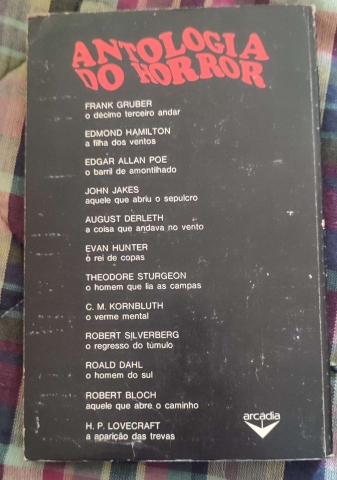 ANTOLOGIA
DO HORROR
FRANK GRUBER
o décimo terceiro andar
EDMOND HAMILTON
a filha dos ventos
EDGAR ALLAN POE
o barril de amontilhado
JOHN JAKES
aquele que abriu o sepulcro
AUGUST DERLETH
a coisa que andava no vento
EVAN HUNTER
o rei de copas
THEODORE STURGEON
o homem que lia as campas
C. M. KORNBLUTH
o verme mental
ROBERT SILVERBERG
o regresso do túmulo
ROALD DAHL
o homem do sul
ROBERT BLOCH
aquele que abre o caminho
H. P. LOVECRAFT
a aparição das trevas
arcádia